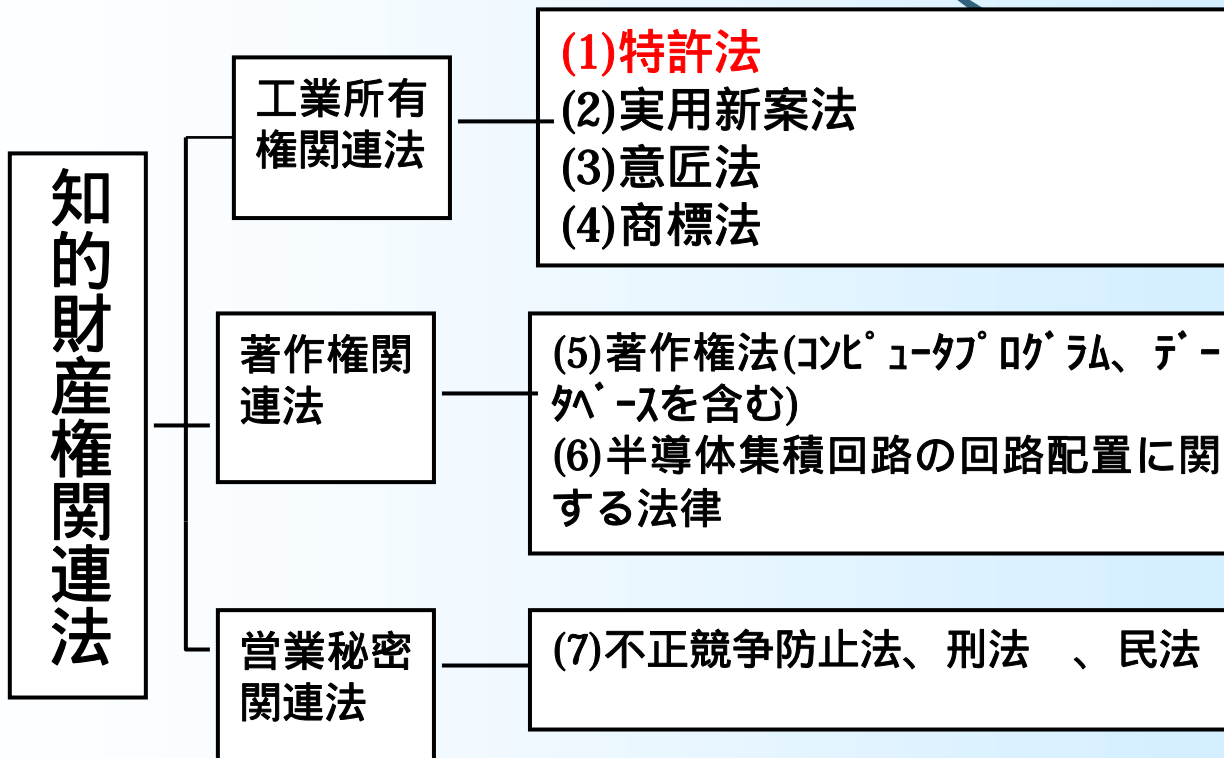 知的財産権関連法
工業所有
権関連法
(1)特許法
(2)実用新案法
(3)意匠法
(4)商標法
著作権関
連法
(5)著作権法(ｺﾝﾋﾟｭｰﾀﾌﾟﾛｸﾞﾗﾑ、ﾃﾞｰ
ﾀﾍﾞｰｽを含む)
(6)半導体集積回路の回路配置に関
する法律
営業秘密
関連法
(7)不正競争防止法、刑法　、民法